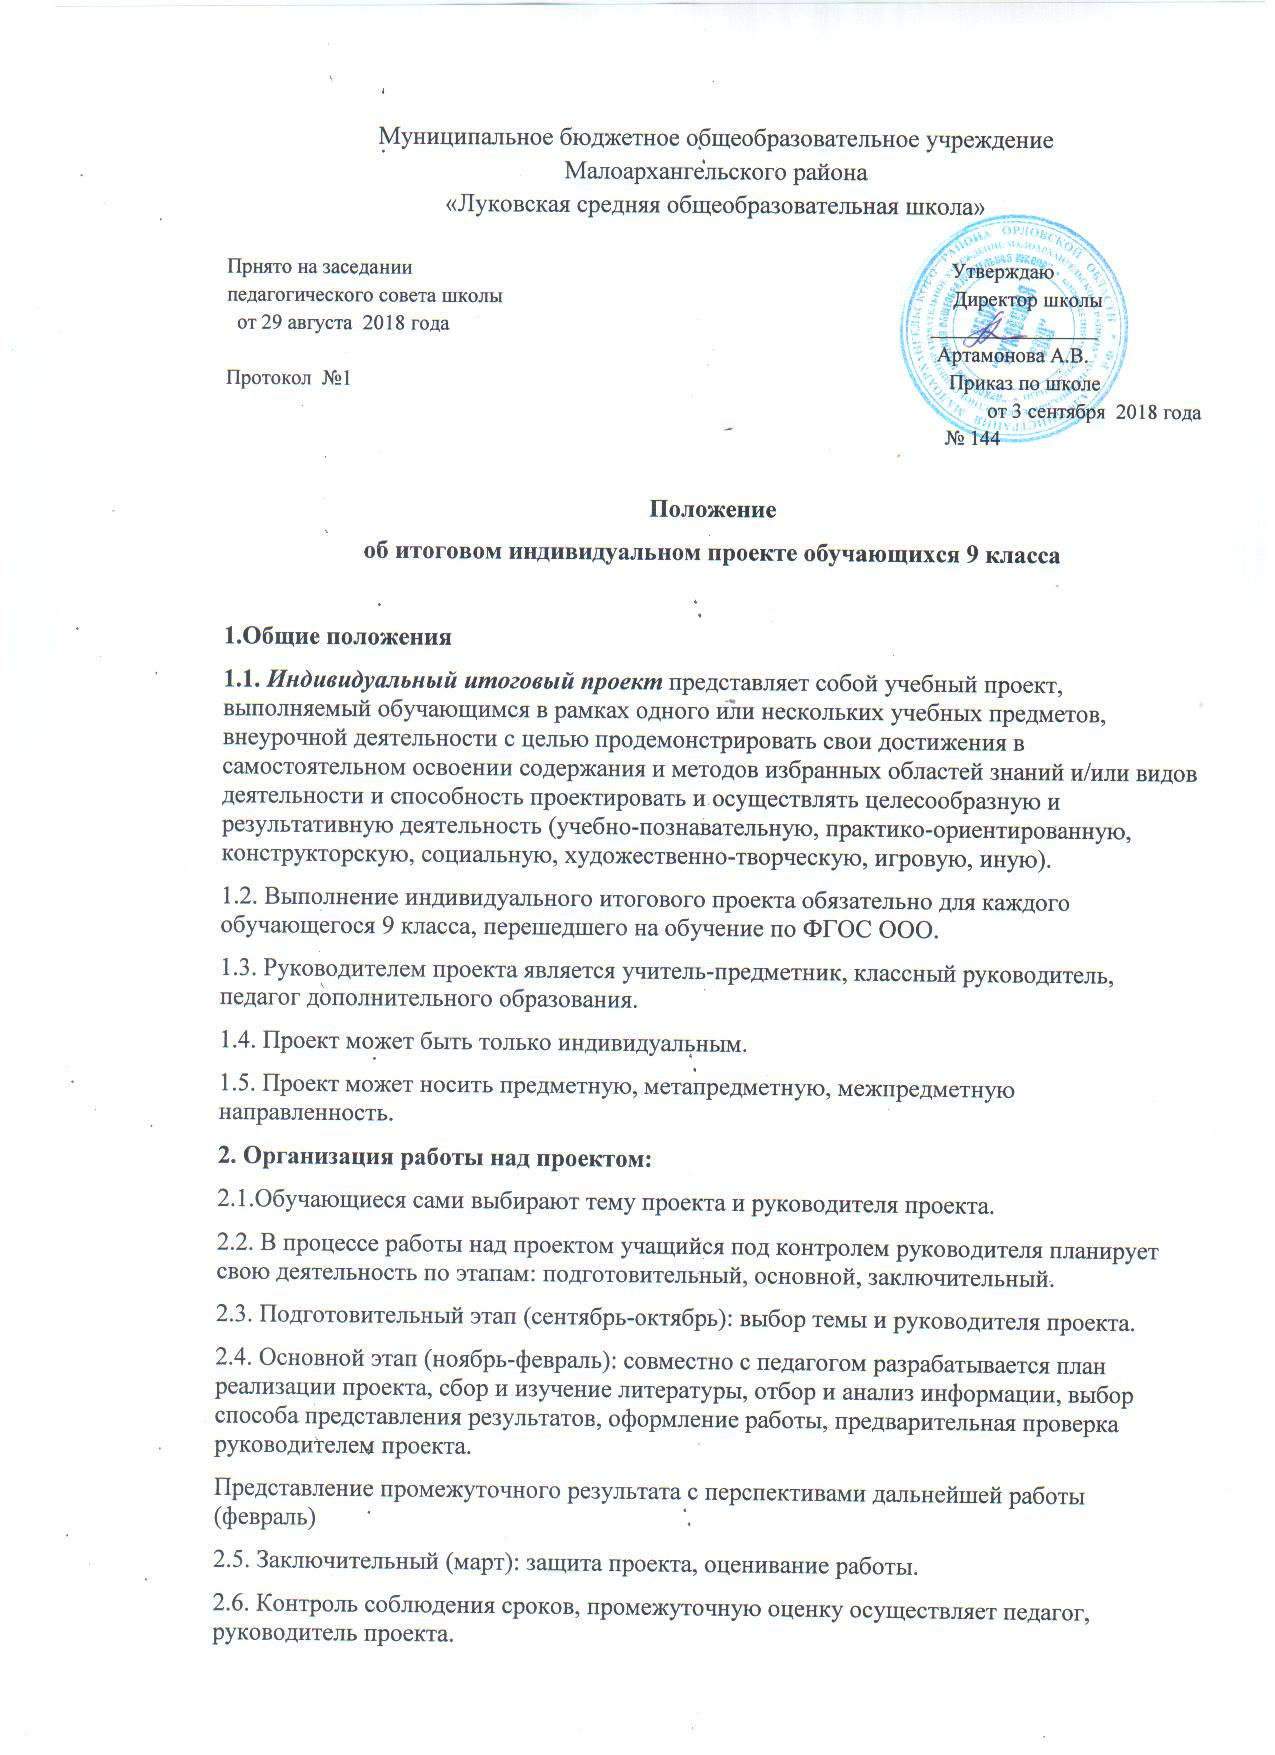 Муниципальное бюджетное общеобразовательное учреждение
Малоархангельского района
«Луковская средняя общеобразовательная школа»
Прнято на заседании
педагогического совета школы
от 29 августа 2018 года
Протокол №1
Утверждаю
Директор школы
Артамонова А.В.
Приказ по школе
от 3 сентября 2018 года
№ 144
Положение
об итоговом индивидуальном проекте обучающихся 9 класса
1.Общие положения
1.1. Индивидуальный итоговый проект представляет собой учебный проект,
выполняемый обучающимся в рамках одного или нескольких учебных предметов,
внеурочной деятельности с целью продемонстрировать свои достижения в
самостоятельном освоении содержания и методов избранных областей знаний и/или видов
деятельности и способность проектировать и осуществлять целесообразную и
результативную деятельность (учебно-познавательную, практико-ориентированную,
конструкторскую, социальную, художественно-творческую, игровую, иную).
1.2. Выполнение индивидуального итогового проекта обязательно для каждого
обучающегося 9 класса, перешедшего на обучение по ФГОС ООО.
1.3. Руководителем проекта является учитель-предметник, классный руководитель,
педагог дополнительного образования.
1.4. Проект может быть только индивидуальным.
1.5. Проект может носить предметную, метапредметную, межпредметную
направленность.
2. Организация работы над проектом:
2.1.Обучающиеся сами выбирают тему проекта и руководителя проекта.
2.2. В процессе работы над проектом учащийся под контролем руководителя планирует
свою деятельность по этапам: подготовительный, основной, заключительный.
2.3. Подготовительный этап (сентябрь-октябрь): выбор темы и руководителя проекта.
2.4. Основной этап (ноябрь-февраль): совместно с педагогом разрабатывается план
реализации проекта, сбор и изучение литературы, отбор и анализ информации, выбор
способа представления результатов, оформление работы, предварительная проверка
руководителем проекта.
Представление промежуточного результата с перспективами дальнейшей работы
(февраль)
2.5. Заключительный (март): защита проекта, оценивание работы.
2.6. Контроль соблюдения сроков, промежуточную оценку осуществляет педагог,
руководитель проекта.